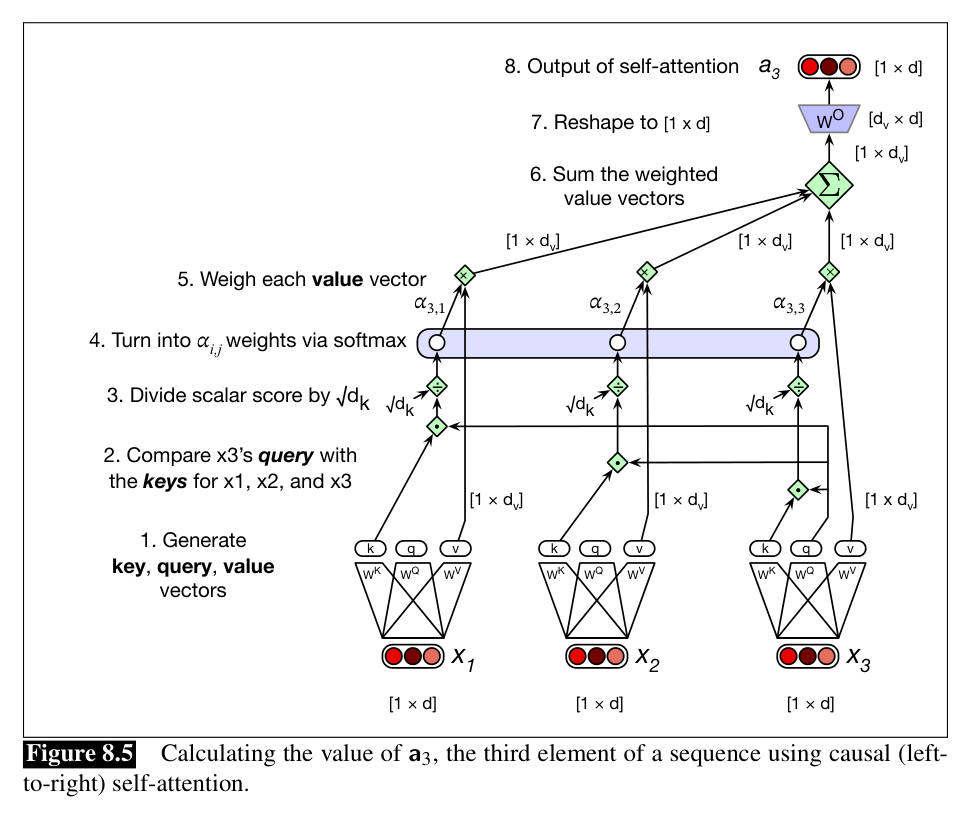 8. Output of self-attention a3 [1 × d]
7. Reshape to [1 x d] W^O [dv × d]
[1 × dv]
6. Sum the weighted
value vectors
Σ
[1 × dv] [1 × dv] [1 × dv]
5. Weigh each value vector × × ×
α3,1 α3,2 α3,3
4. Turn into αi,j weights via softmax
3. Divide scalar score by √dk √dk ÷ √dk ÷ √dk ÷
2. Compare x3's query with
the keys for x1, x2, and x3
[1 × dv] [1 × dv] [1 x dv]
1. Generate
key, query, value
vectors
k q v k q v k q v
W^K W^Q W^V W^K W^Q W^V W^K W^Q W^V
x1 x2 x3
[1 × d] [1 × d] [1 × d]
Figure 8.5 Calculating the value of a3, the third element of a sequence using causal (left-
to-right) self-attention.